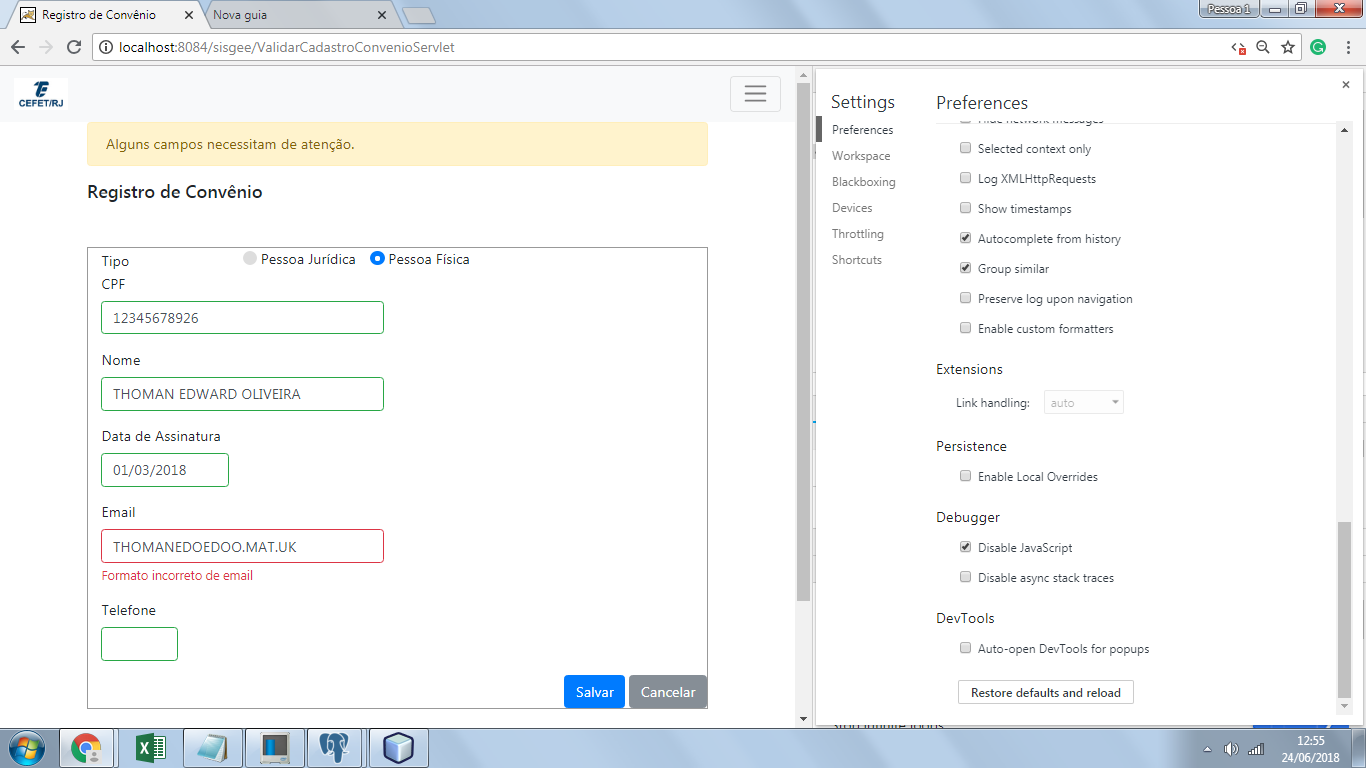 Registro de Convênio
Nova guia
Pessoa 1
localhost:8084/sisgee/ValidarCadastroConvenioServlet
CEFET/RJ
Alguns campos necessitam de atenção.
Registro de Convênio
Tipo
Pessoa Jurídica
Pessoa Física
CPF
12345678926
Nome
THOMAN EDWARD OLIVEIRA
Data de Assinatura
01/03/2018
Email
THOMANEDOEDOO.MAT.UK
Formato incorreto de email
Telefone
Salvar
Cancelar
Settings
Preferences
Workspace
Blackboxing
Devices
Throttling
Shortcuts
Preferences
Hide network messages
Selected context only
Log XMLHttpRequests
Show timestamps
Autocomplete from history
Group similar
Preserve log upon navigation
Enable custom formatters
Extensions
Link handling:
auto
Persistence
Enable Local Overrides
Debugger
Disable JavaScript
Disable async stack traces
DevTools
Auto-open DevTools for popups
Restore defaults and reload
12:55
24/06/2018